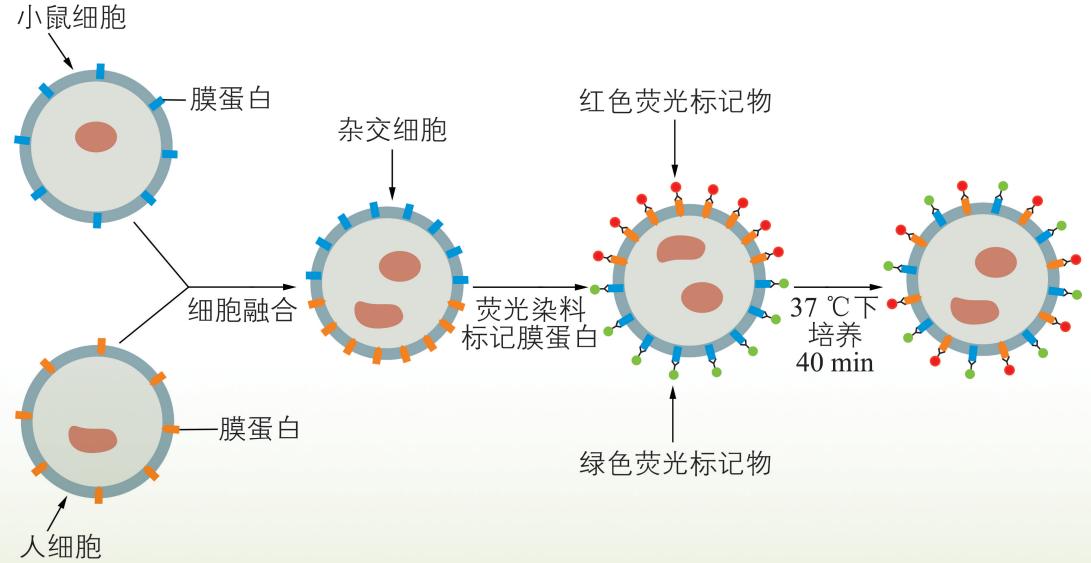 小鼠细胞
膜蛋白
杂交细胞
细胞融合
膜蛋白
人细胞
荧光染料
标记膜蛋白
红色荧光标记物
绿色荧光标记物
37 ℃下
培养
40 min